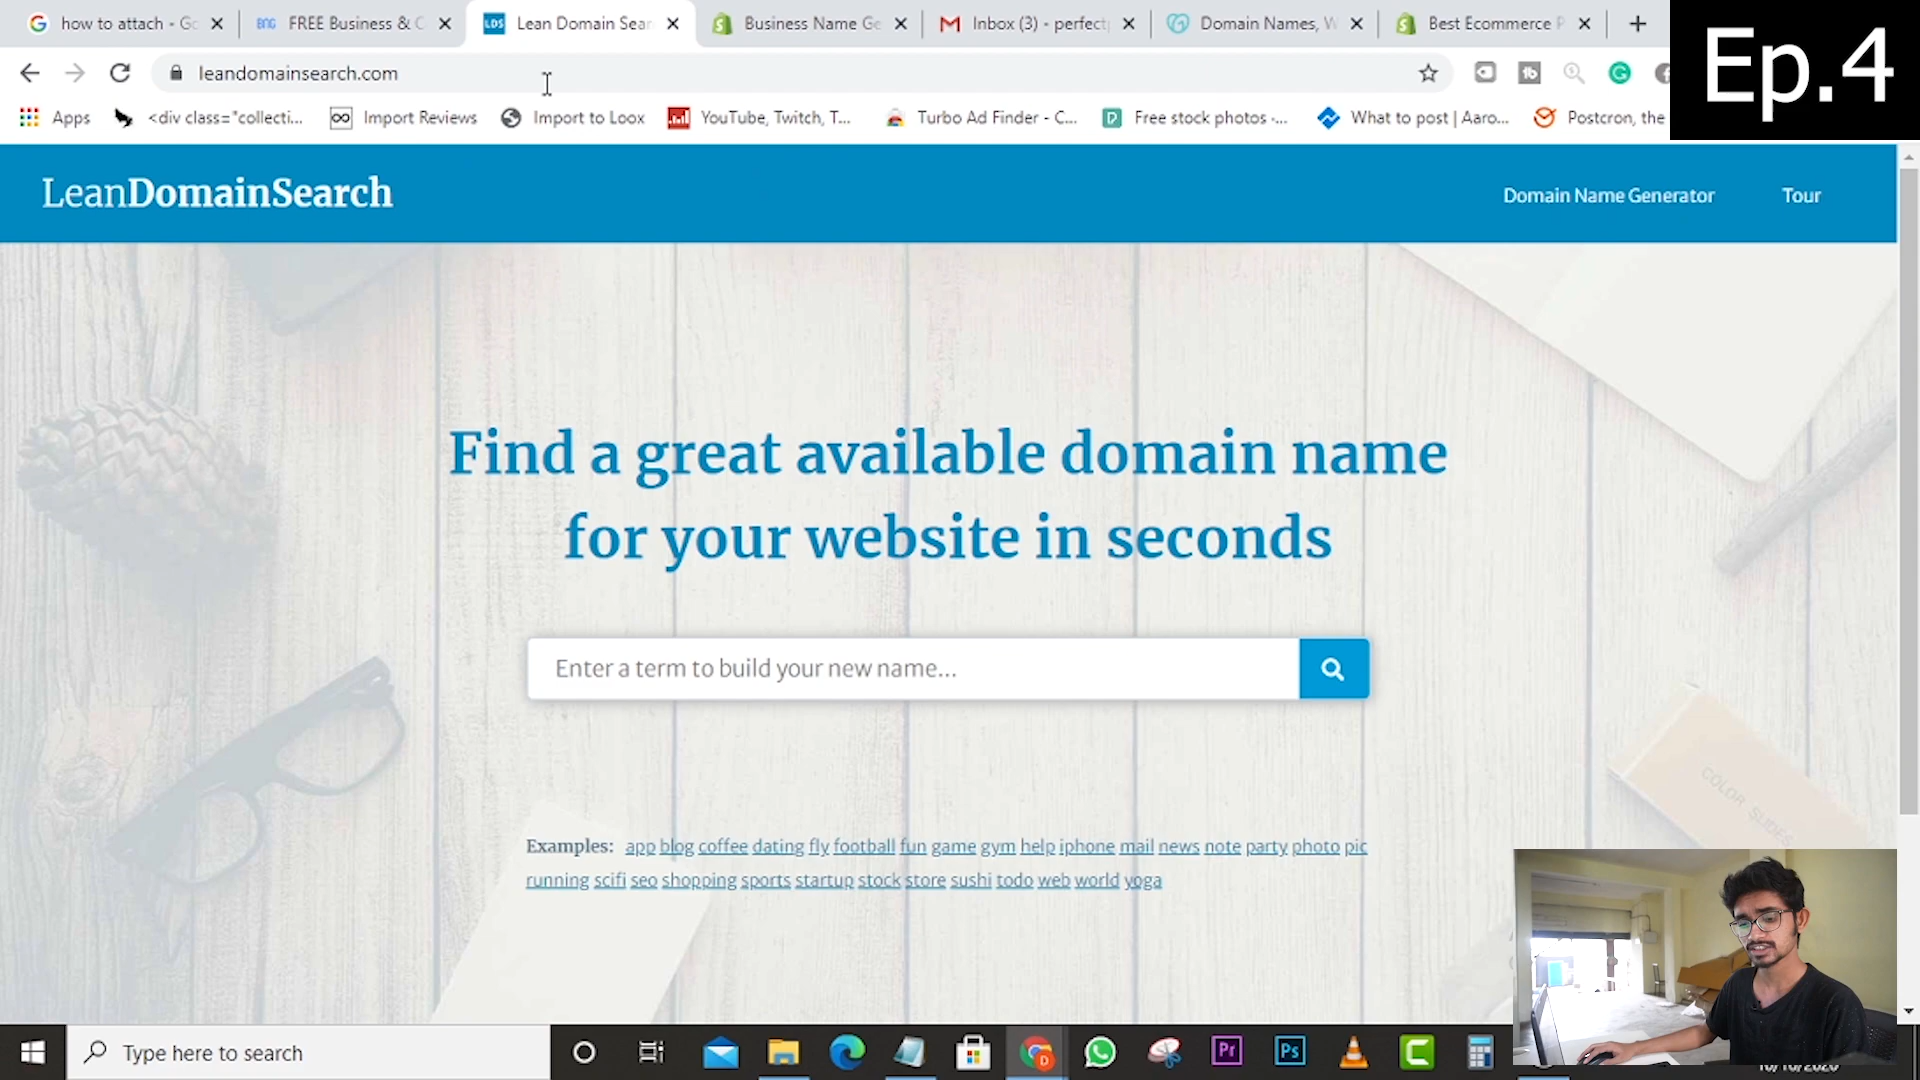 how to attach - Go
FREE Business & C
Lean Domain Sear
Business Name Ge
Inbox (3) - perfectp
Domain Names, W
Best Ecommerce P
Ep.4
leandomainsearch.com
Apps
<div class="collecti...
Import Reviews
Import to Loox
YouTube, Twitch, T...
Turbo Ad Finder - C...
Free stock photos -...
What to post | Aaro...
Postcron, the
LeanDomainSearch
Domain Name Generator
Tour
Find a great available domain name
for your website in seconds
Enter a term to build your new name...
COLOR SLIDES
Examples: app blog coffee dating fly football fun game gym help iphone mail news note party photo pic
running scifi seo shopping sports startup stock store sushi todo web world yoga
Type here to search
Pr
Ps